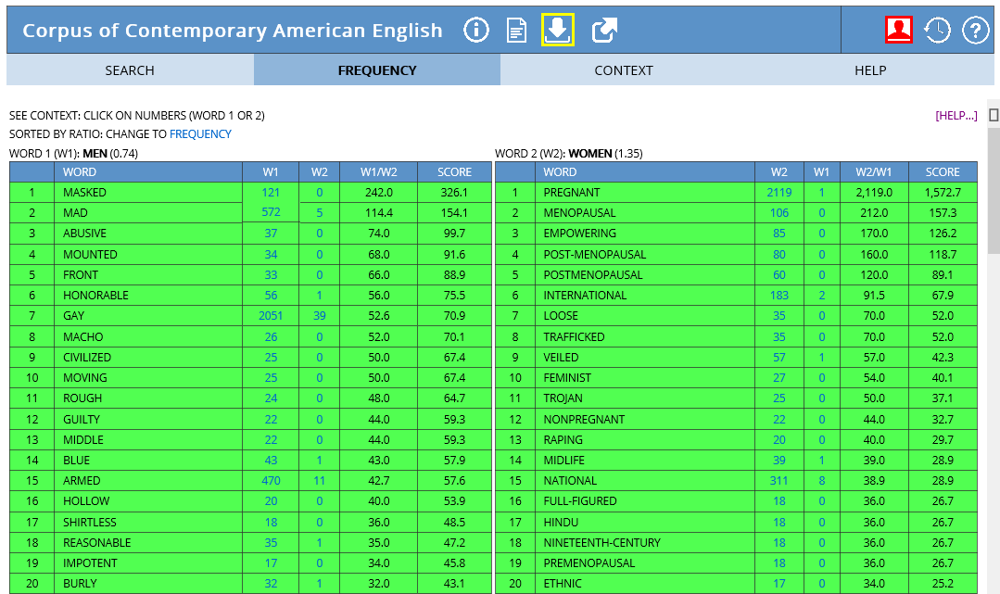 Corpus of Contemporary American English
SEARCH FREQUENCY CONTEXT HELP
SEE CONTEXT: CLICK ON NUMBERS (WORD 1 OR 2) [HELP...]
SORTED BY RATIO: CHANGE TO FREQUENCY
WORD 1 (W1): MEN (0.74) WORD 2 (W2): WOMEN (1.35)
WORD W1 W2 W1/W2 SCORE WORD W2 W1 W2/W1 SCORE
1 MASKED 121 0 242.0 326.1 1 PREGNANT 2119 1 2,119.0 1,572.7
2 MAD 572 5 114.4 154.1 2 MENOPAUSAL 106 0 212.0 157.3
3 ABUSIVE 37 0 74.0 99.7 3 EMPOWERING 85 0 170.0 126.2
4 MOUNTED 34 0 68.0 91.6 4 POST-MENOPAUSAL 80 0 160.0 118.7
5 FRONT 33 0 66.0 88.9 5 POSTMENOPAUSAL 60 0 120.0 89.1
6 HONORABLE 56 1 56.0 75.5 6 INTERNATIONAL 183 2 91.5 67.9
7 GAY 2051 39 52.6 70.9 7 LOOSE 35 0 70.0 52.0
8 MACHO 26 0 52.0 70.1 8 TRAFFICKED 35 0 70.0 52.0
9 CIVILIZED 25 0 50.0 67.4 9 VEILED 57 1 57.0 42.3
10 MOVING 25 0 50.0 67.4 10 FEMINIST 27 0 54.0 40.1
11 ROUGH 24 0 48.0 64.7 11 TROJAN 25 0 50.0 37.1
12 GUILTY 22 0 44.0 59.3 12 NONPREGNANT 22 0 44.0 32.7
13 MIDDLE 22 0 44.0 59.3 13 RAPING 20 0 40.0 29.7
14 BLUE 43 1 43.0 57.9 14 MIDLIFE 39 1 39.0 28.9
15 ARMED 470 11 42.7 57.6 15 NATIONAL 311 8 38.9 28.9
16 HOLLOW 20 0 40.0 53.9 16 FULL-FIGURED 18 0 36.0 26.7
17 SHIRTLESS 18 0 36.0 48.5 17 HINDU 18 0 36.0 26.7
18 REASONABLE 35 1 35.0 47.2 18 NINETEENTH-CENTURY 18 0 36.0 26.7
19 IMPOTENT 17 0 34.0 45.8 19 PREMENOPAUSAL 18 0 36.0 26.7
20 BURLY 32 1 32.0 43.1 20 ETHNIC 17 0 34.0 25.2